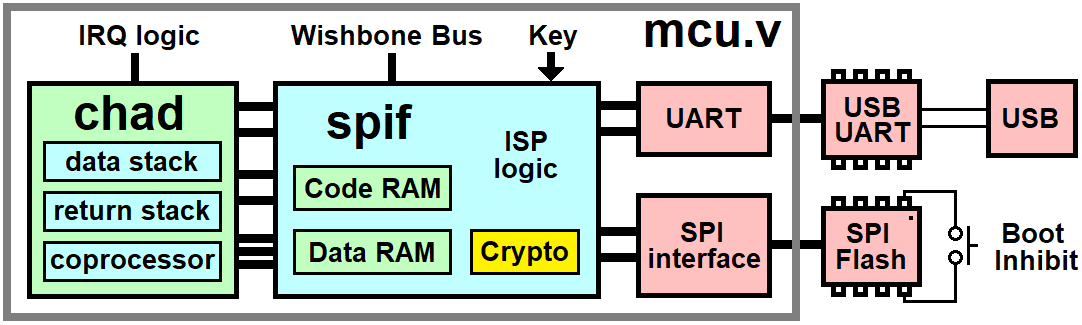 IRQ logic
Wishbone Bus
Key
mcu.v
chad
data stack
return stack
coprocessor
spif
ISP
logic
Code RAM
Data RAM
Crypto
UART
SPI
interface
USB
UART
USB
SPI
Flash
Boot
Inhibit